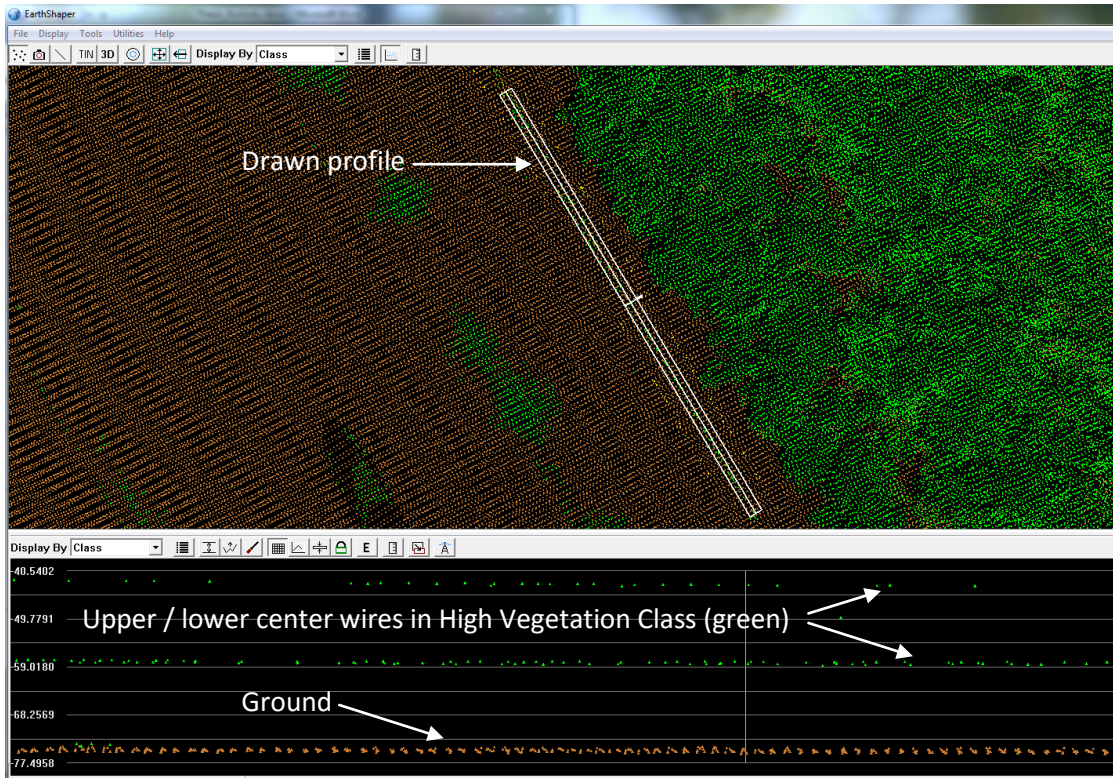 EarthShaper
File Display Tools Utilities Help
TIN 3D Display By Class
Drawn profile
Display By Class E
-40.5402
-49.7791
Upper / lower center wires in High Vegetation Class (green)
-59.0180
Ground
-68.2569
-77.4958